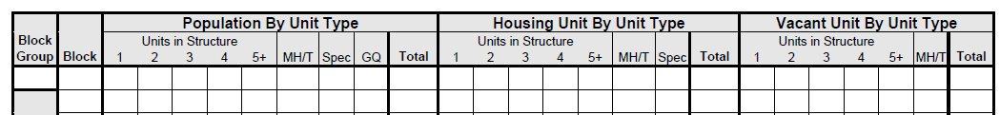 Population By Unit Type Housing Unit By Unit Type Vacant Unit By Unit Type
Block Units in Structure Units in Structure Units in Structure
Group Block 1 2 3 4 5+ MH/T Spec GQ Total 1 2 3 4 5+ MH/T Spec Total 1 2 3 4 5+ MH/T Total